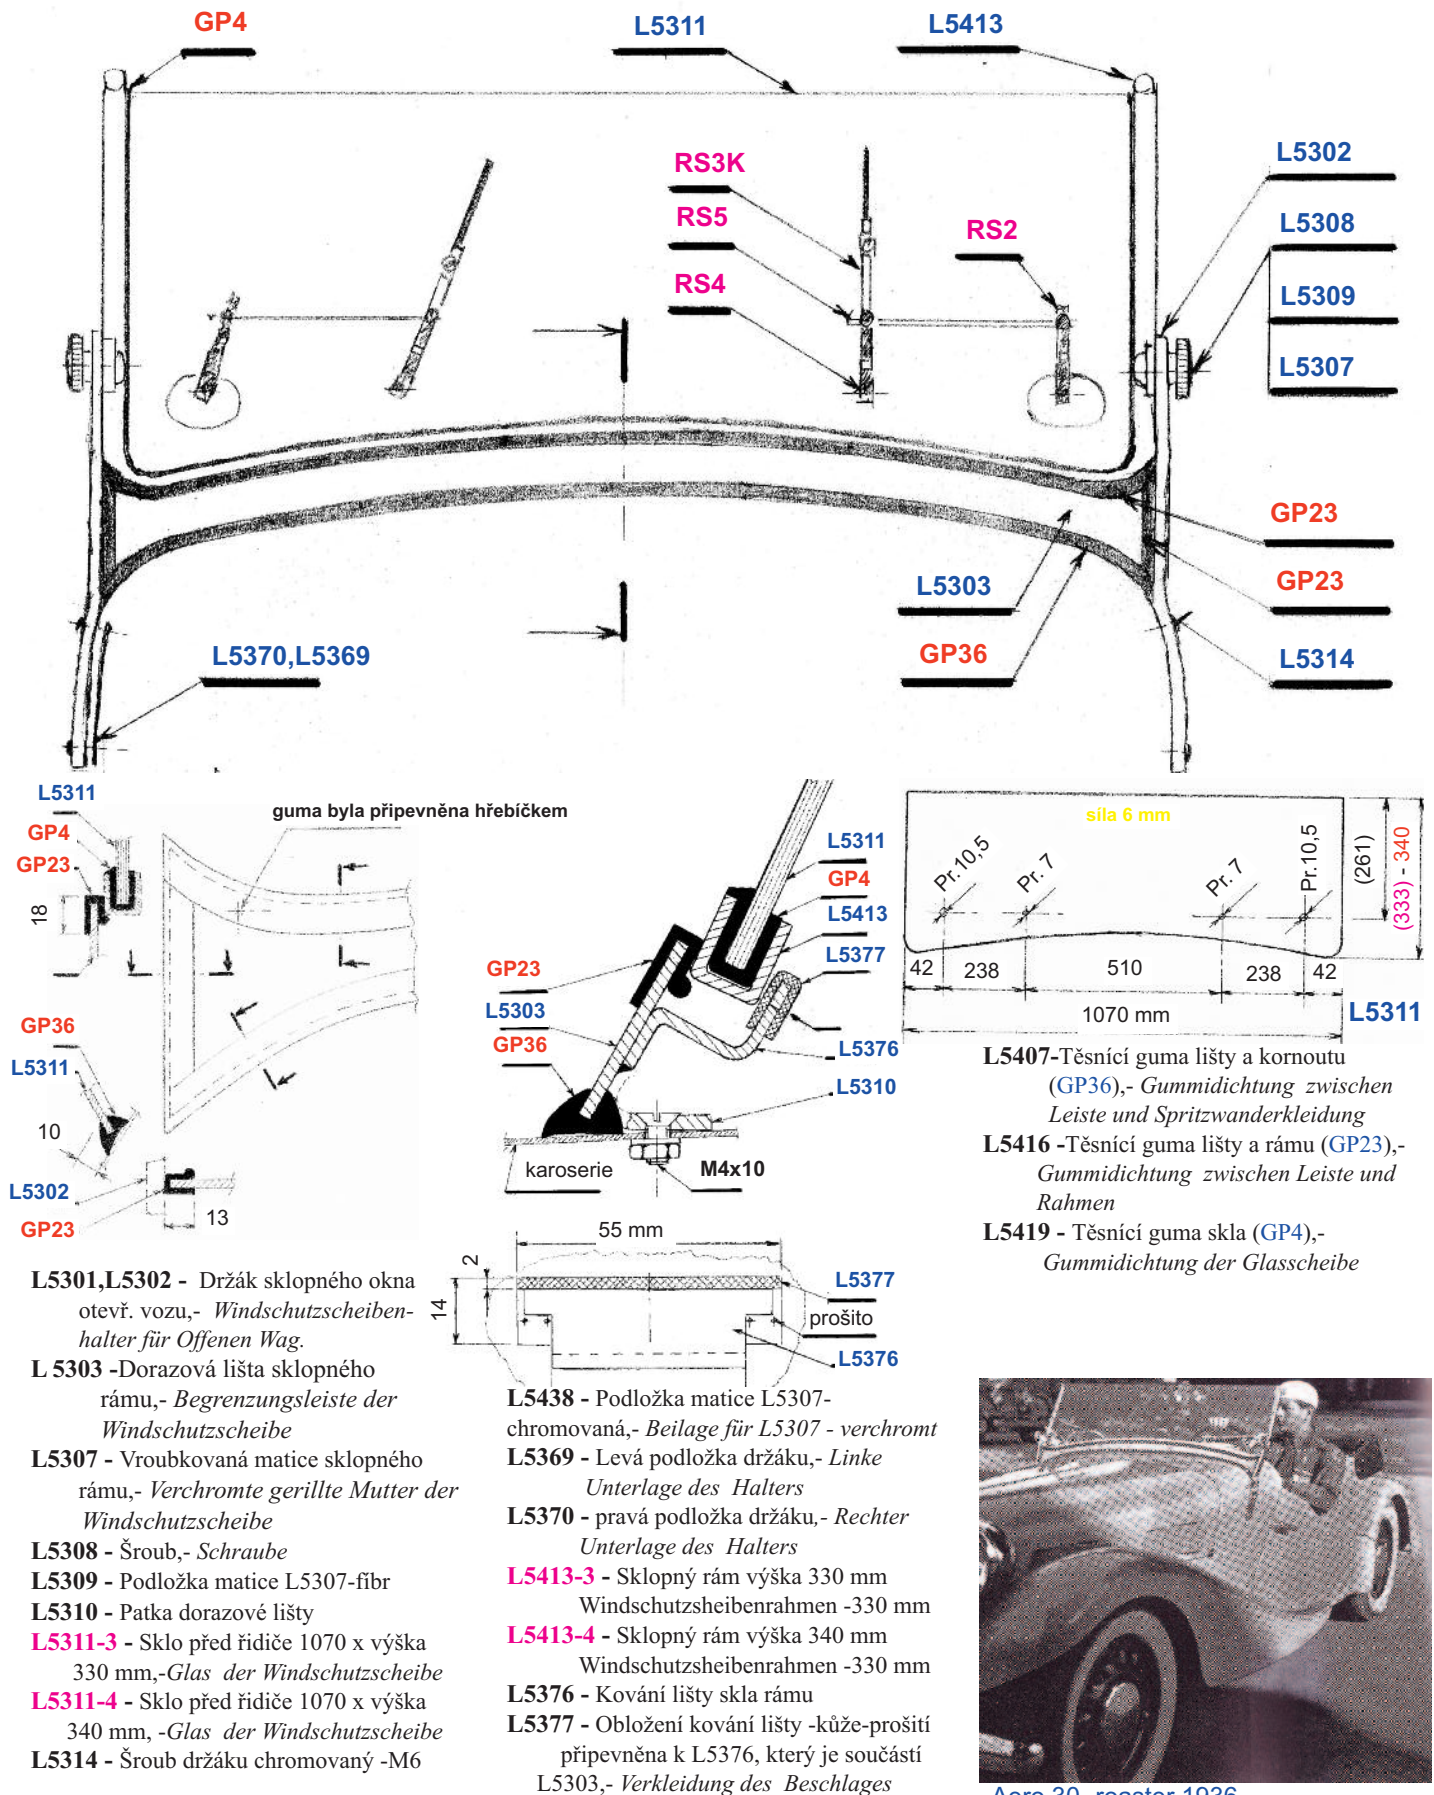 GP4
L5311
L5413
RS3K
RS5
RS4
RS2
L5302
L5308
L5309
L5307
GP23
GP23
L5303
GP36
L5314
L5370,L5369
L5311
GP4
GP23
18
guma byla připevněna hřebíčkem
GP36
L5311
10
L5302
GP23
13
L5311
GP4
L5413
L5377
GP23
L5303
GP36
L5376
L5310
karoserie
M4x10
55 mm
2
14
L5377
prošito
L5376
síla 6 mm
Pr.10,5
Pr. 7
Pr. 7
Pr.10,5
(261)
(333) - 340
42
238
510
238
42
1070 mm
L5311
L5407-Těsnící guma lišty a kornoutu
(GP36),- Gummidichtung zwischen
Leiste und Spritzwanderkleidung
L5416 -Těsnící guma lišty a rámu (GP23),-
Gummidichtung zwischen Leiste und
Rahmen
L5419 - Těsnící guma skla (GP4),-
Gummidichtung der Glasscheibe
L5301,L5302 - Držák sklopného okna
otevř. vozu,- Windschutzscheiben-
halter für Offenen Wag.
L 5303 -Dorazová lišta sklopného
rámu,- Begrenzungsleiste der
Windschutzscheibe
L5307 - Vroubkovaná matice sklopného
rámu,- Verchromte gerillte Mutter der
Windschutzscheibe
L5308 - Šroub,- Schraube
L5309 - Podložka matice L5307-fíbr
L5310 - Patka dorazové lišty
L5311-3 - Sklo před řidiče 1070 x výška
330 mm,-Glas der Windschutzscheibe
L5311-4 - Sklo před řidiče 1070 x výška
340 mm, -Glas der Windschutzscheibe
L5314 - Šroub držáku chromovaný -M6
L5438 - Podložka matice L5307-
chromovaná,- Beilage für L5307 - verchromt
L5369 - Levá podložka držáku,- Linke
Unterlage des Halters
L5370 - pravá podložka držáku,- Rechter
Unterlage des Halters
L5413-3 - Sklopný rám výška 330 mm
Windschutzsheibenrahmen -330 mm
L5413-4 - Sklopný rám výška 340 mm
Windschutzsheibenrahmen -330 mm
L5376 - Kování lišty skla rámu
L5377 - Obložení kování lišty -kůže-prošití
připevněna k L5376, který je součástí
L5303,- Verkleidung des Beschlages
Aero 30 roaster 1936